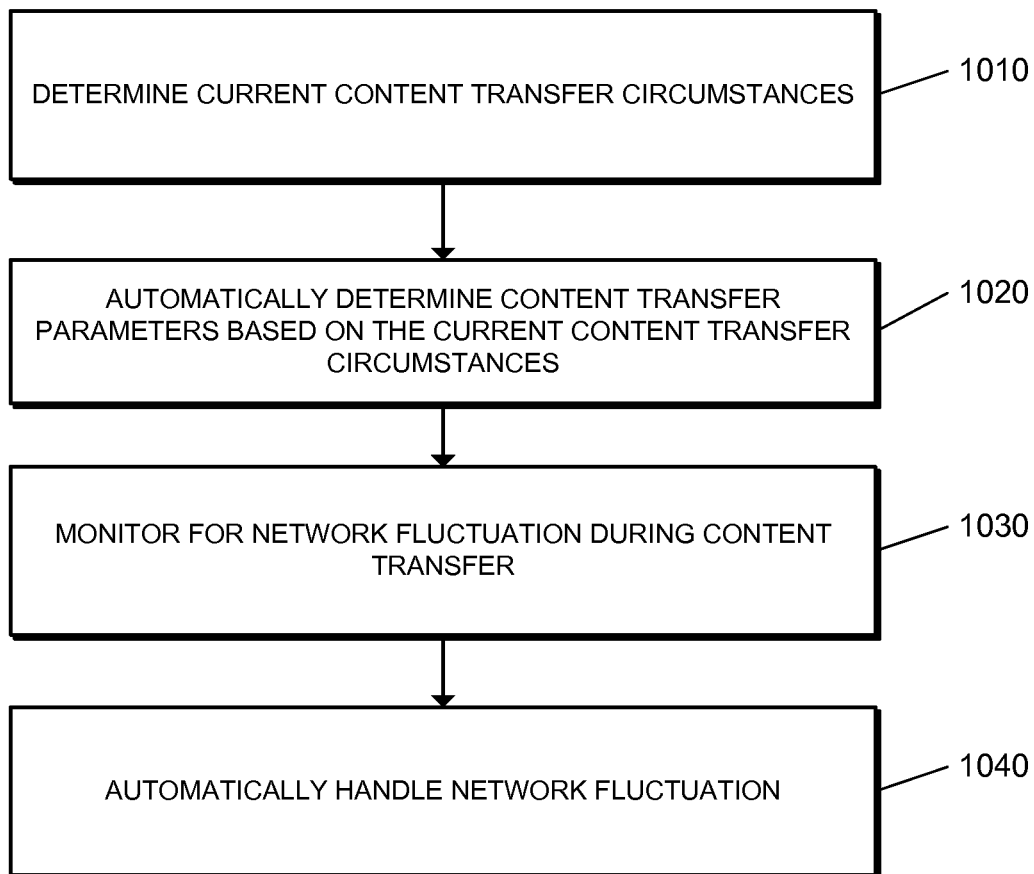 DETERMINE CURRENT CONTENT TRANSFER CIRCUMSTANCES
1010
AUTOMATICALLY DETERMINE CONTENT TRANSFER
PARAMETERS BASED ON THE CURRENT CONTENT TRANSFER
CIRCUMSTANCES
1020
MONITOR FOR NETWORK FLUCTUATION DURING CONTENT
TRANSFER
1030
AUTOMATICALLY HANDLE NETWORK FLUCTUATION
1040